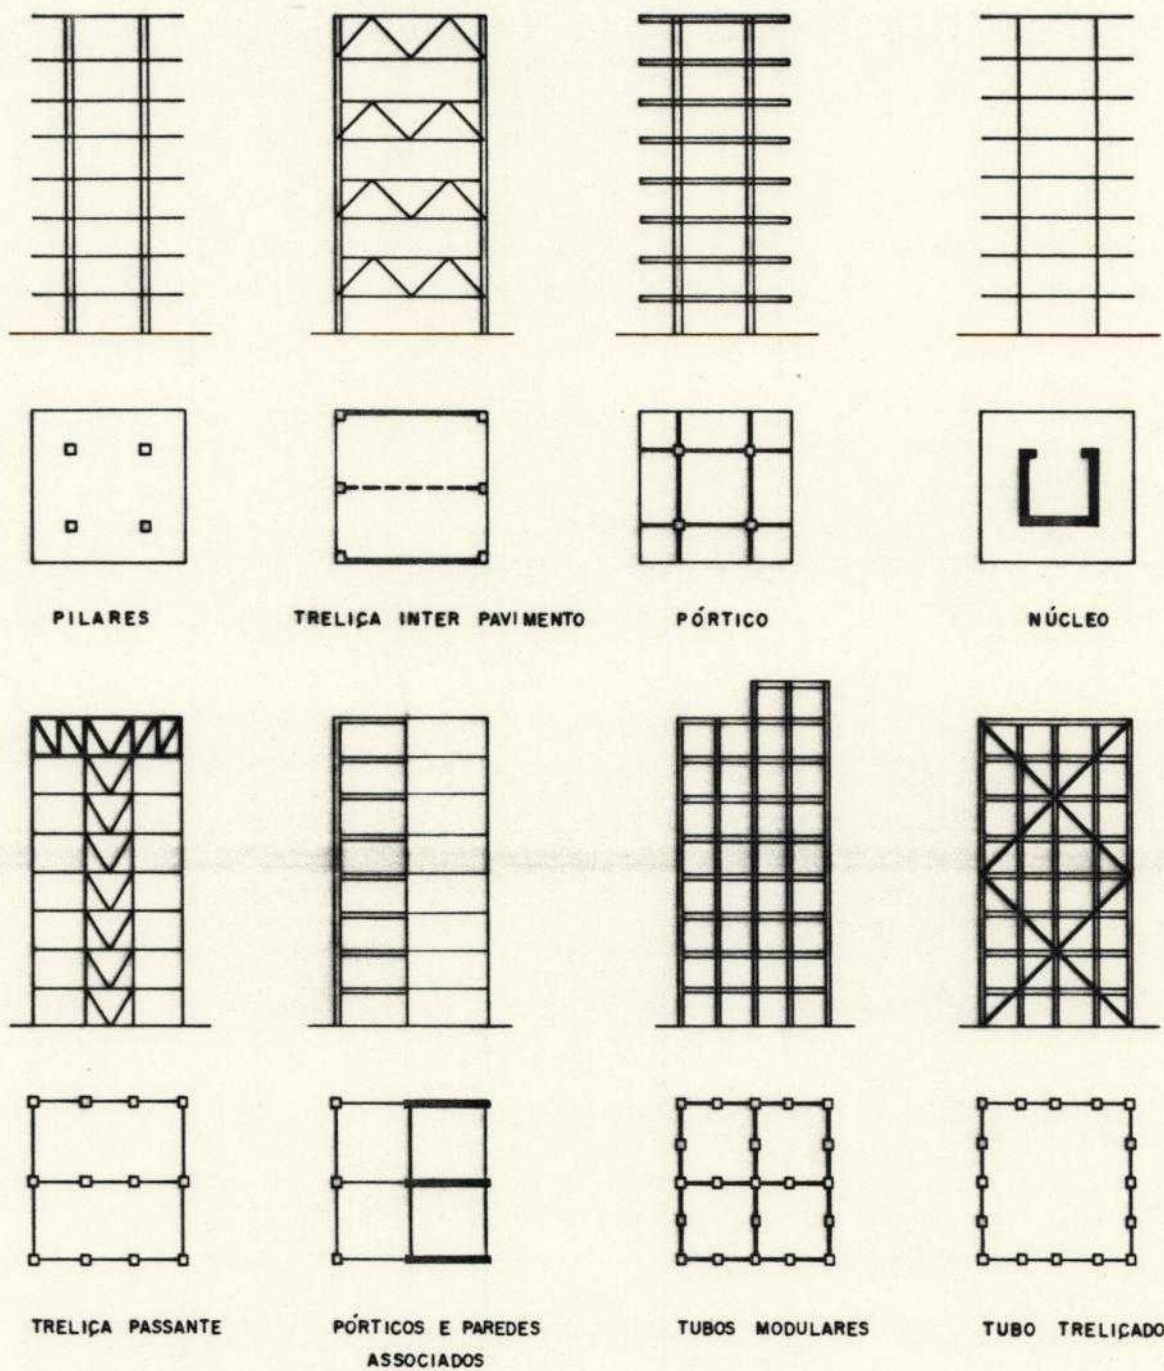 PILARES
TRELIÇA INTER PAVIMENTO
PÓRTICO
NÚCLEO
TRELIÇA PASSANTE
PÓRTICOS E PAREDES
ASSOCIADOS
TUBOS MODULARES
TUBO TRELIÇADO